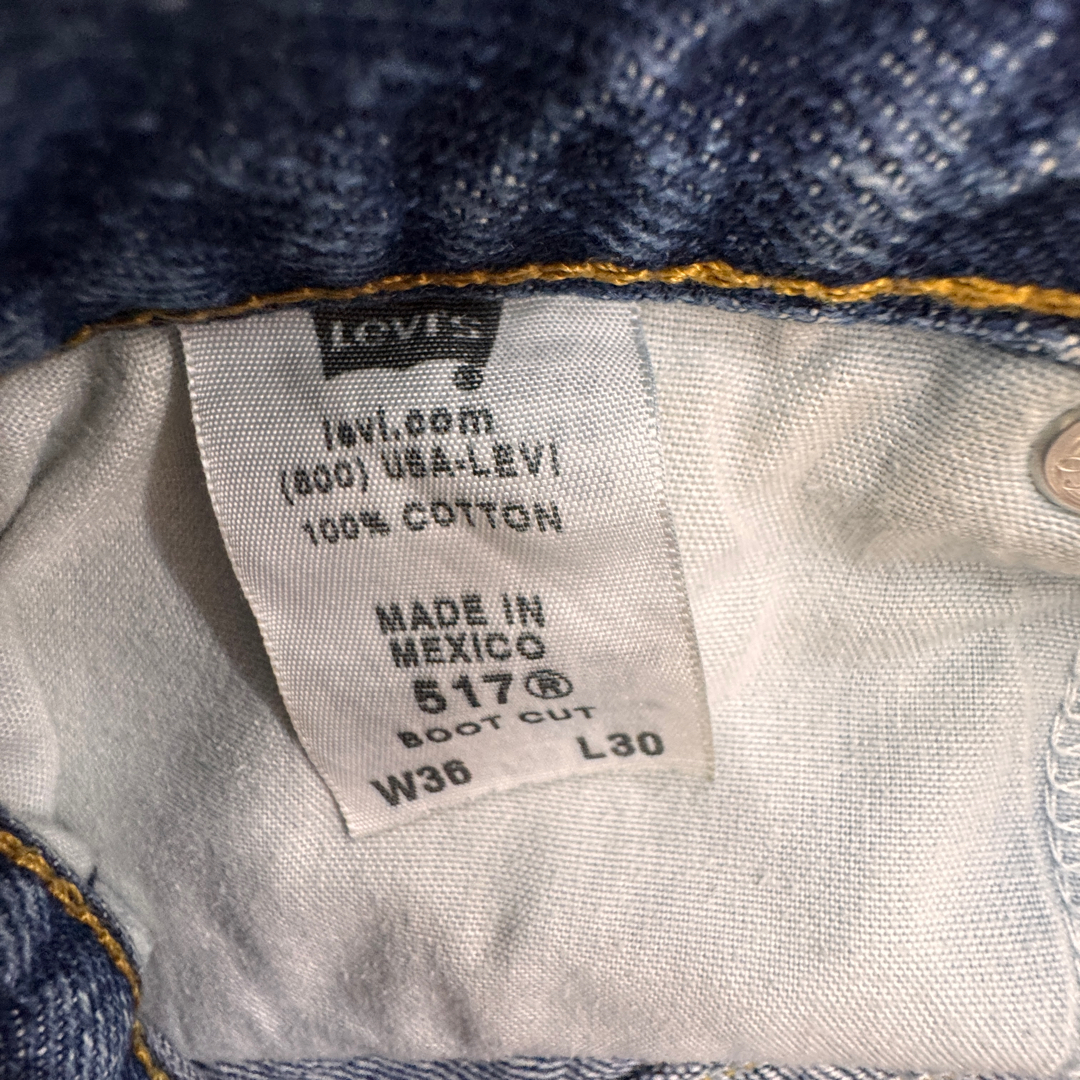 Levi's
®
levi.com
(800) USA-LEVI
100% COTTON
MADE IN
MEXICO
517®
BOOT CUT
W36 L30